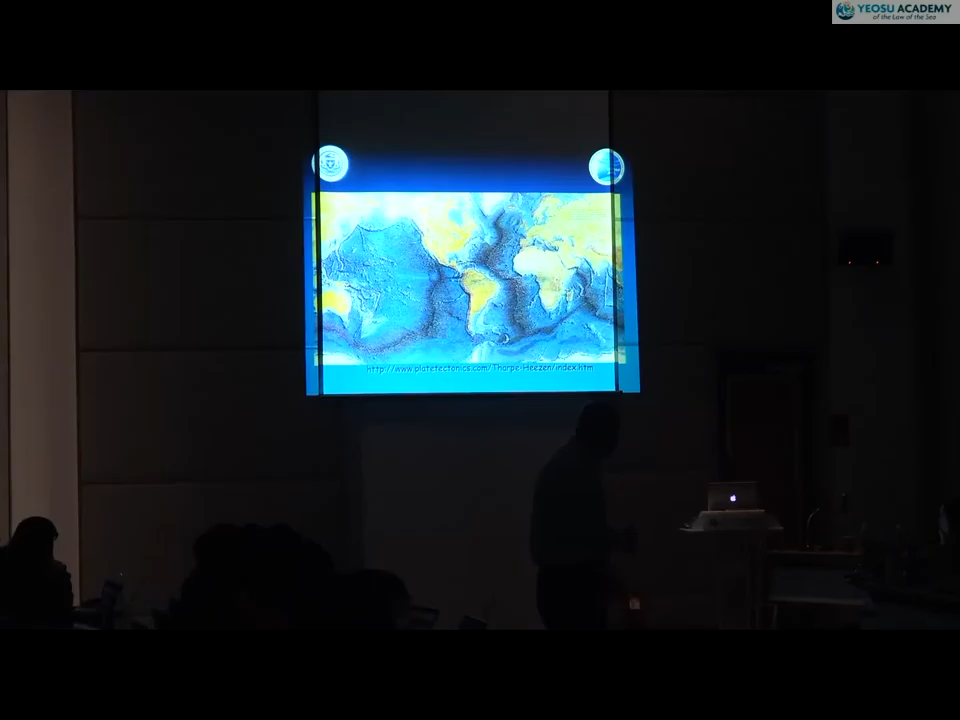 YEOSU ACADEMY
of the Law of the Sea
http://www.platetectonics.com/Tharpe-Heezen/index.htm